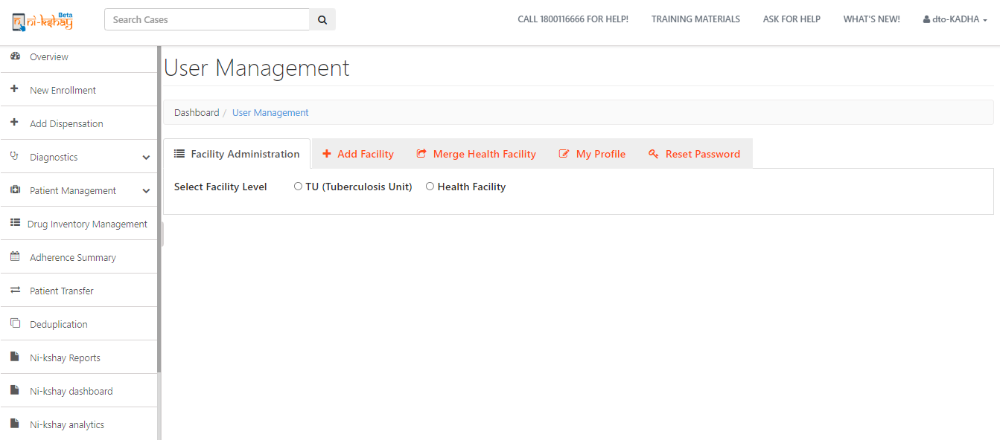 Beta
ni-kshay
Search Cases
CALL 1800116666 FOR HELP!
TRAINING MATERIALS
ASK FOR HELP
WHAT'S NEW!
dto-KADHA
Overview
New Enrollment
Add Dispensation
Diagnostics
Patient Management
Drug Inventory Management
Adherence Summary
Patient Transfer
Deduplication
Ni-kshay Reports
Ni-kshay dashboard
Ni-kshay analytics
User Management
Dashboard / User Management
Facility Administration
Add Facility
Merge Health Facility
My Profile
Reset Password
Select Facility Level
TU (Tuberculosis Unit)
Health Facility